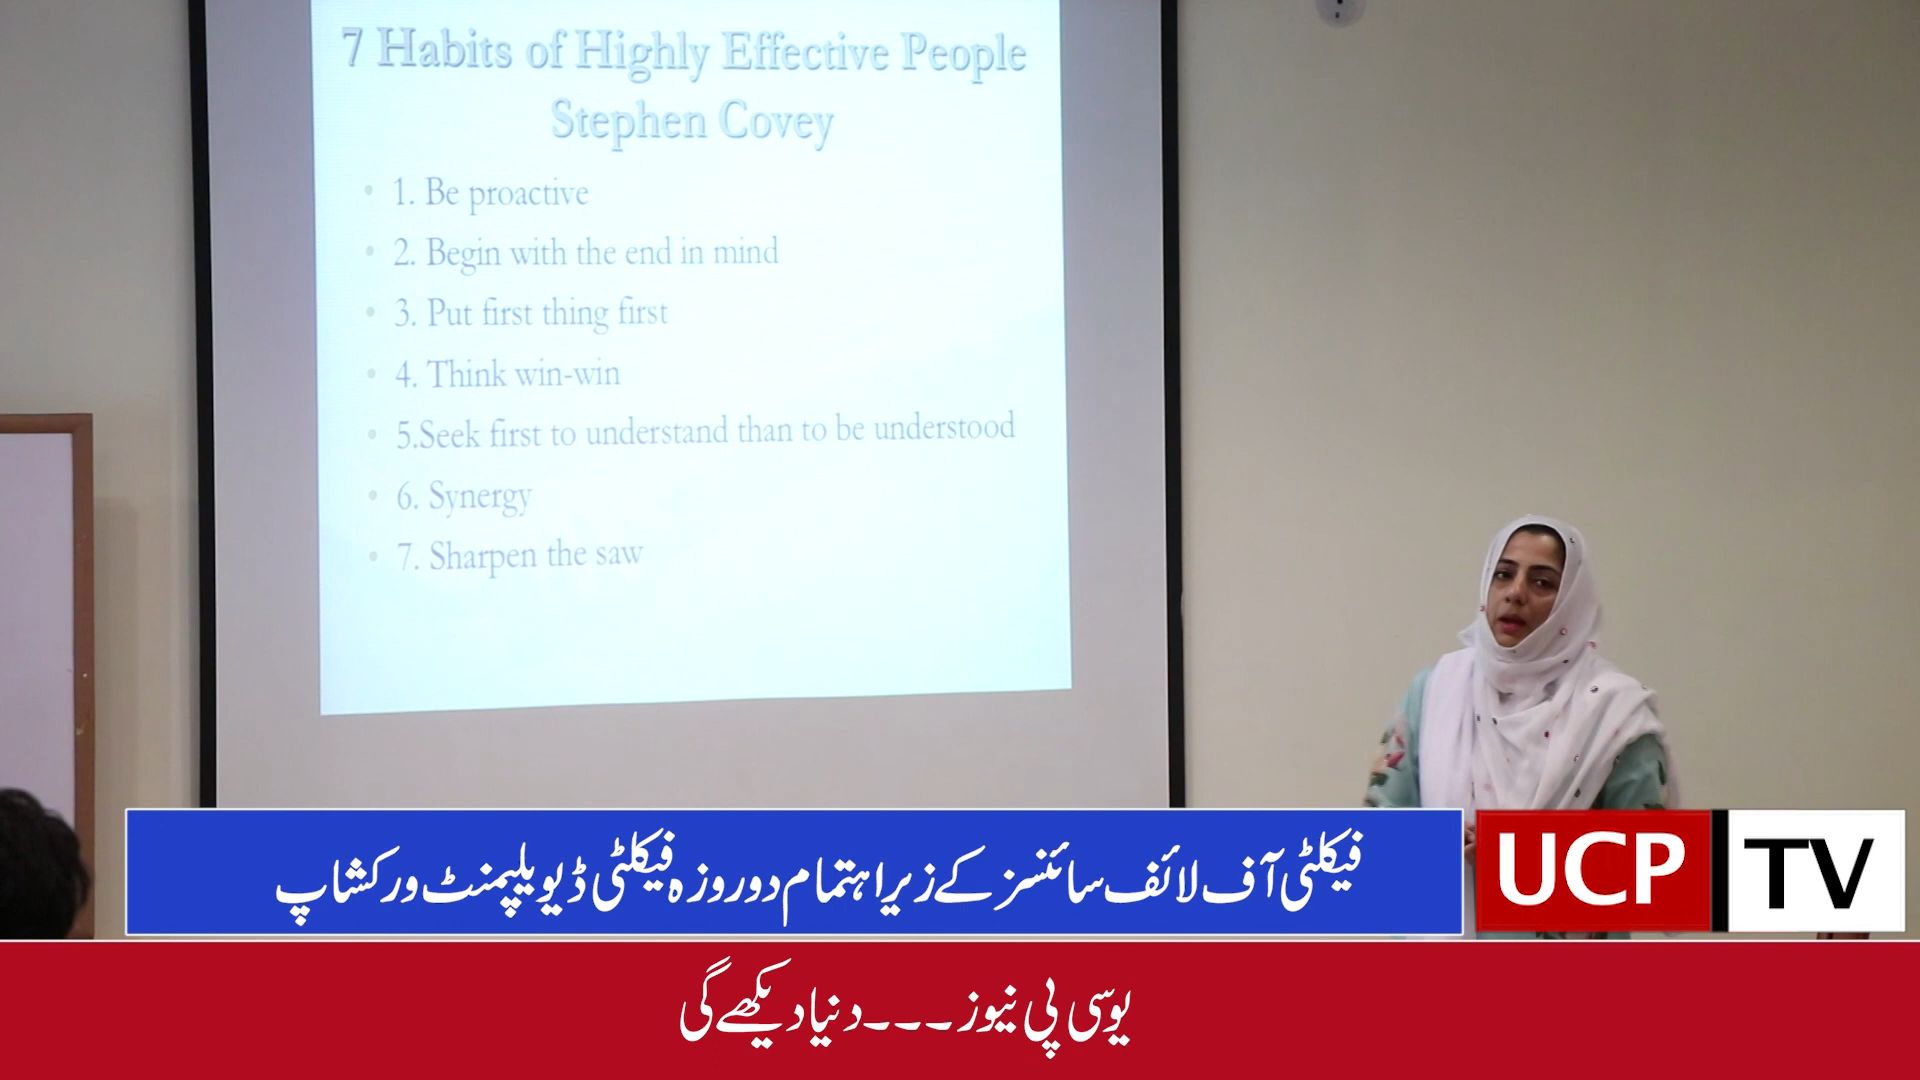 7 Habits of Highly Effective People
Stephen Covey
• 1. Be proactive
• 2. Begin with the end in mind
• 3. Put first thing first
• 4. Think win-win
• 5.Seek first to understand than to be understood
• 6. Synergy
• 7. Sharpen the saw
فیکلٹی آف لائف سائنسز کے زیر اہتمام دو روزہ فیکلٹی ڈیویلپمنٹ ورکشاپ
UCP TV
یو سی پی نیوز ۔۔۔ دنیا دیکھے گی